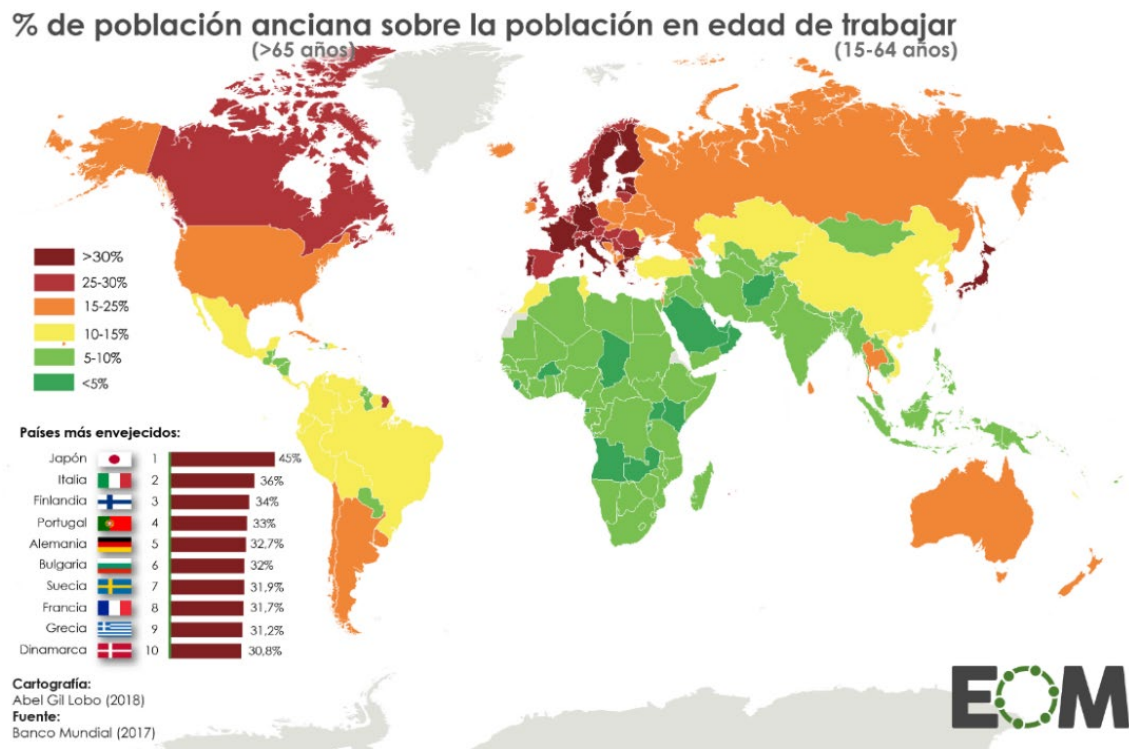 % de población anciana sobre la población en edad de trabajar
(>65 años) (15-64 años)
>30%
25-30%
15-25%
10-15%
5-10%
<5%
Países más envejecidos:
Japón 1 45%
Italia 2 36%
Finlandia 3 34%
Portugal 4 33%
Alemania 5 32,7%
Bulgaria 6 32%
Suecia 7 31,9%
Francia 8 31,7%
Grecia 9 31,2%
Dinamarca 10 30,8%
Cartografía:
Abel Gil Lobo (2018)
Fuente:
Banco Mundial (2017)
EOM